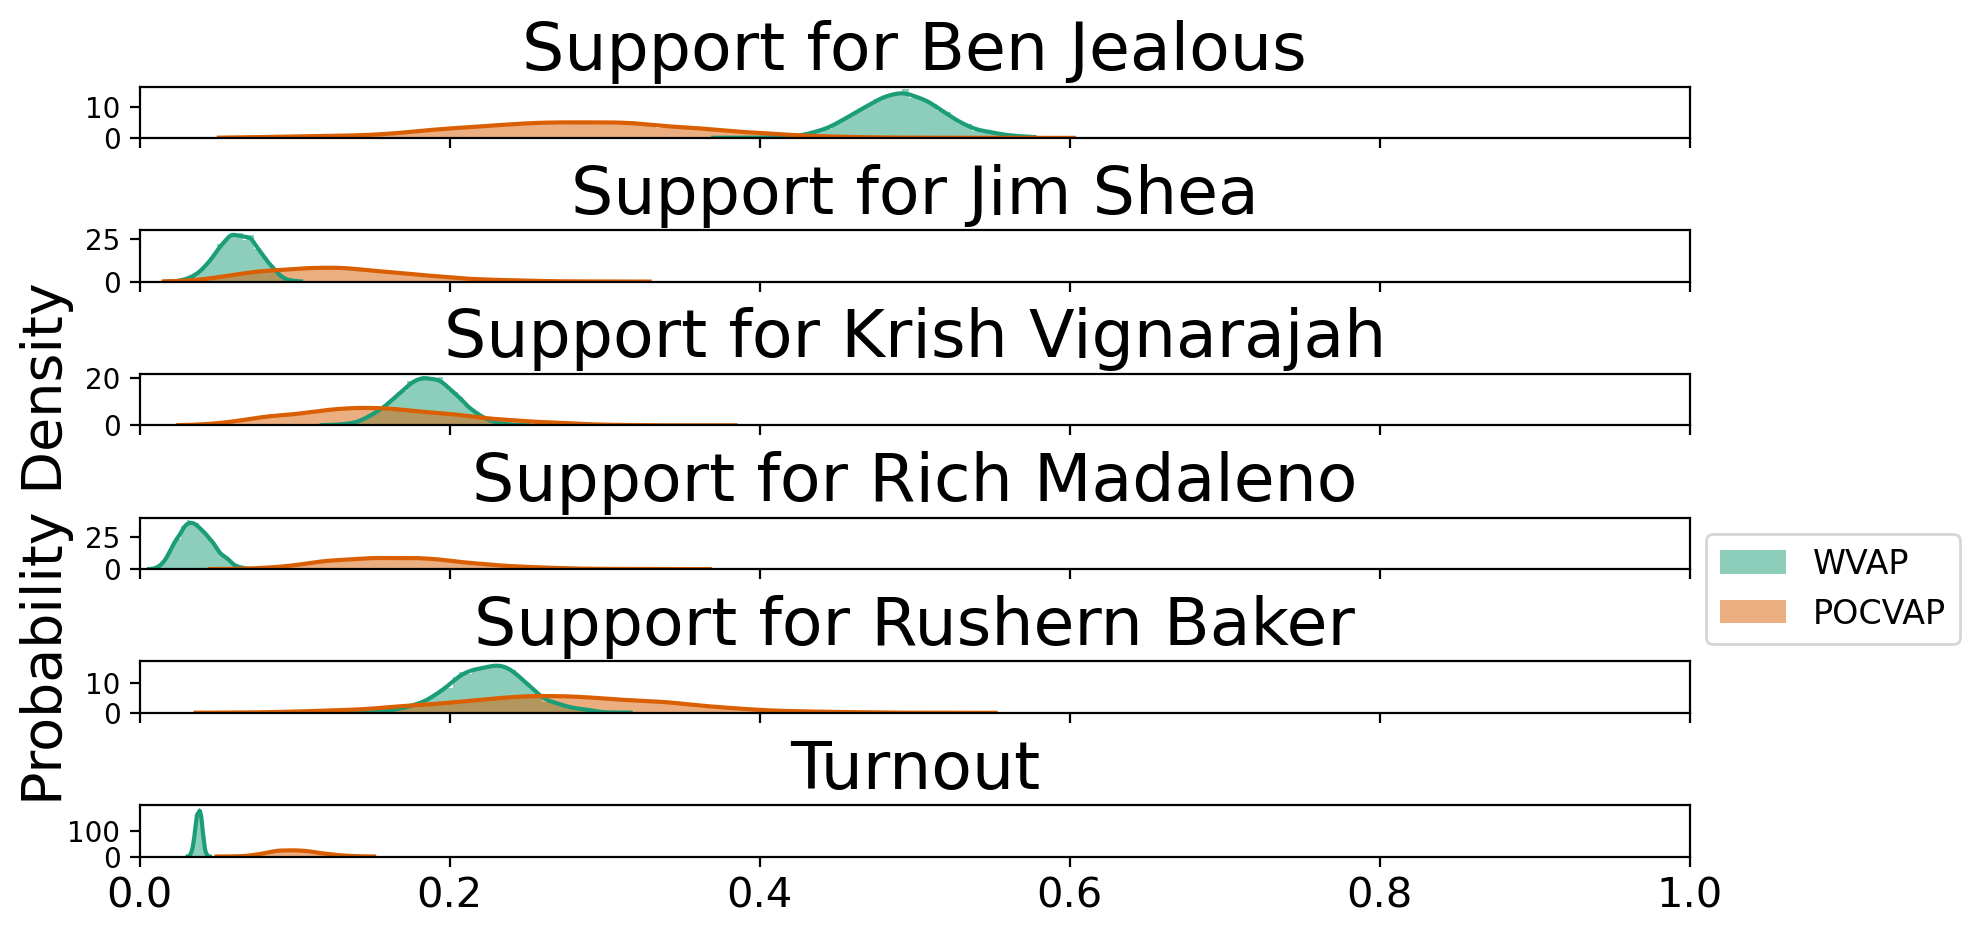 Support for Ben Jealous
10
0
Support for Jim Shea
25
0
Support for Krish Vignarajah
20
0
Support for Rich Madaleno
25
0
Support for Rushern Baker
10
0
Turnout
100
0
0.0 0.2 0.4 0.6 0.8 1.0
Probability Density
WVAP
POCVAP